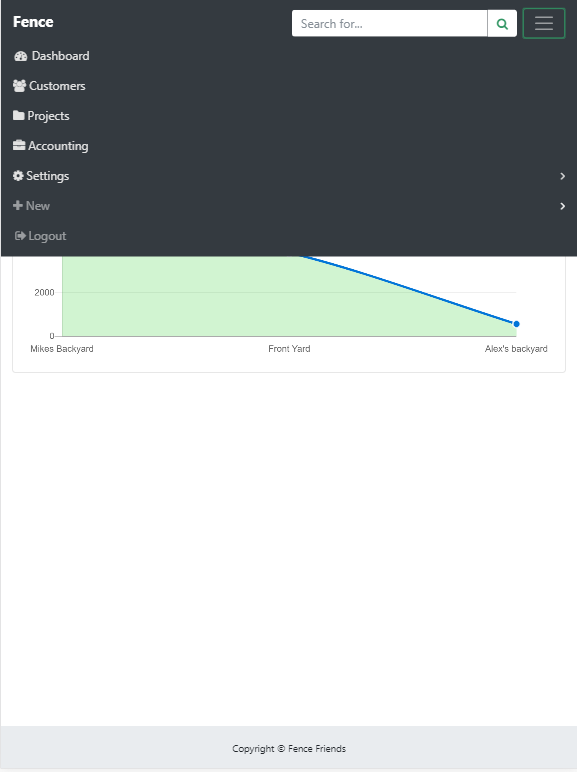 Fence
Search for...
Dashboard
Customers
Projects
Accounting
Settings
New
Logout
2000
0
Mikes Backyard Front Yard Alex's backyard
Copyright © Fence Friends